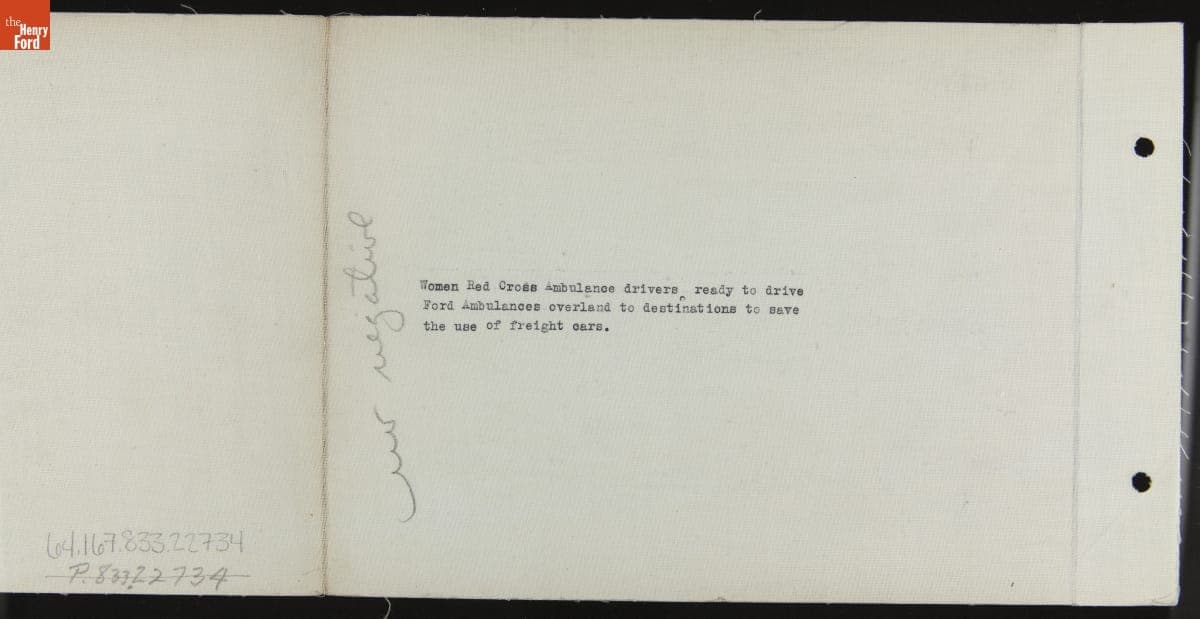 the
Henry
Ford
no negative
Women Red Cross Ambulance drivers ready to drive
Ford Ambulances overland to destinations to save
the use of freight cars.
64.167.833.22734
P.833.22734